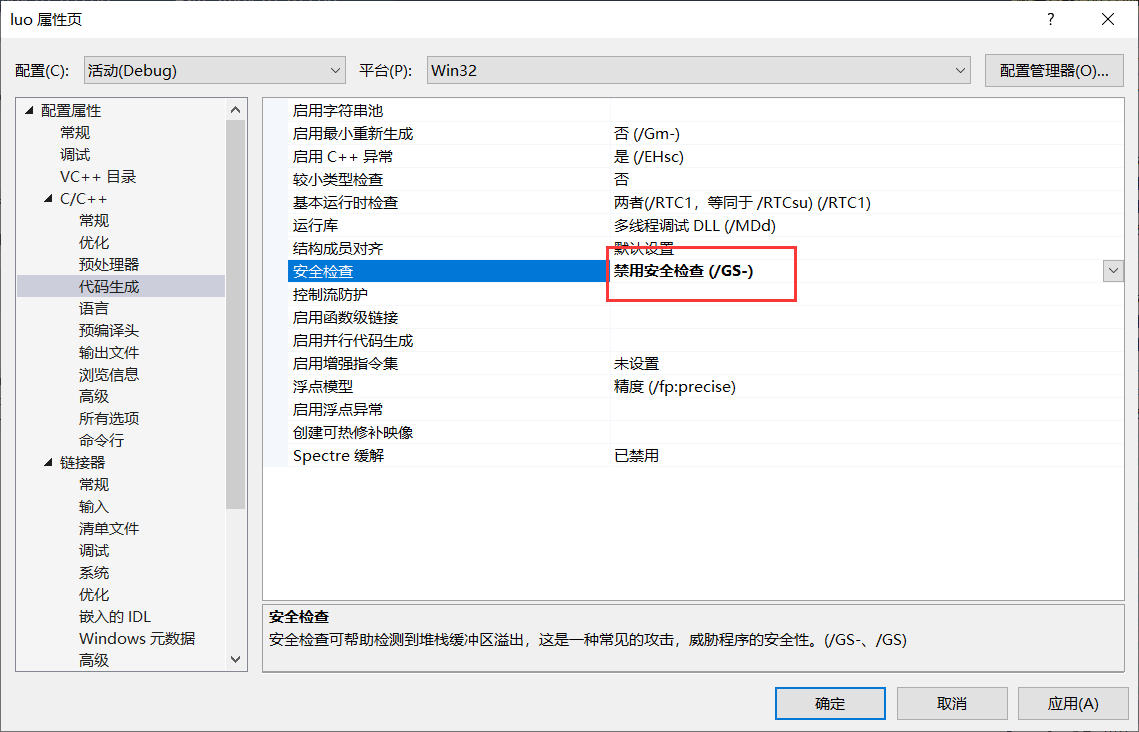 luo 属性页
?
配置(C):
活动(Debug)
平台(P):
Win32
配置管理器(O)...
配置属性
常规
调试
VC++ 目录
C/C++
常规
优化
预处理器
代码生成
语言
预编译头
输出文件
浏览信息
高级
所有选项
命令行
链接器
常规
输入
清单文件
调试
系统
优化
嵌入的 IDL
Windows 元数据
高级
启用字符串池
启用最小重新生成 否 (/Gm-)
启用 C++ 异常 是 (/EHsc)
较小类型检查 否
基本运行时检查 两者(/RTC1，等同于 /RTCsu) (/RTC1)
运行库 多线程调试 DLL (/MDd)
结构成员对齐 默认设置
安全检查 禁用安全检查 (/GS-)
控制流防护
启用函数级链接
启用并行代码生成
启用增强指令集 未设置
浮点模型 精度 (/fp:precise)
启用浮点异常
创建可热修补映像
Spectre 缓解 已禁用
安全检查
安全检查可帮助检测到堆栈缓冲区溢出，这是一种常见的攻击，威胁程序的安全性。(/GS-、/GS)
确定
取消
应用(A)